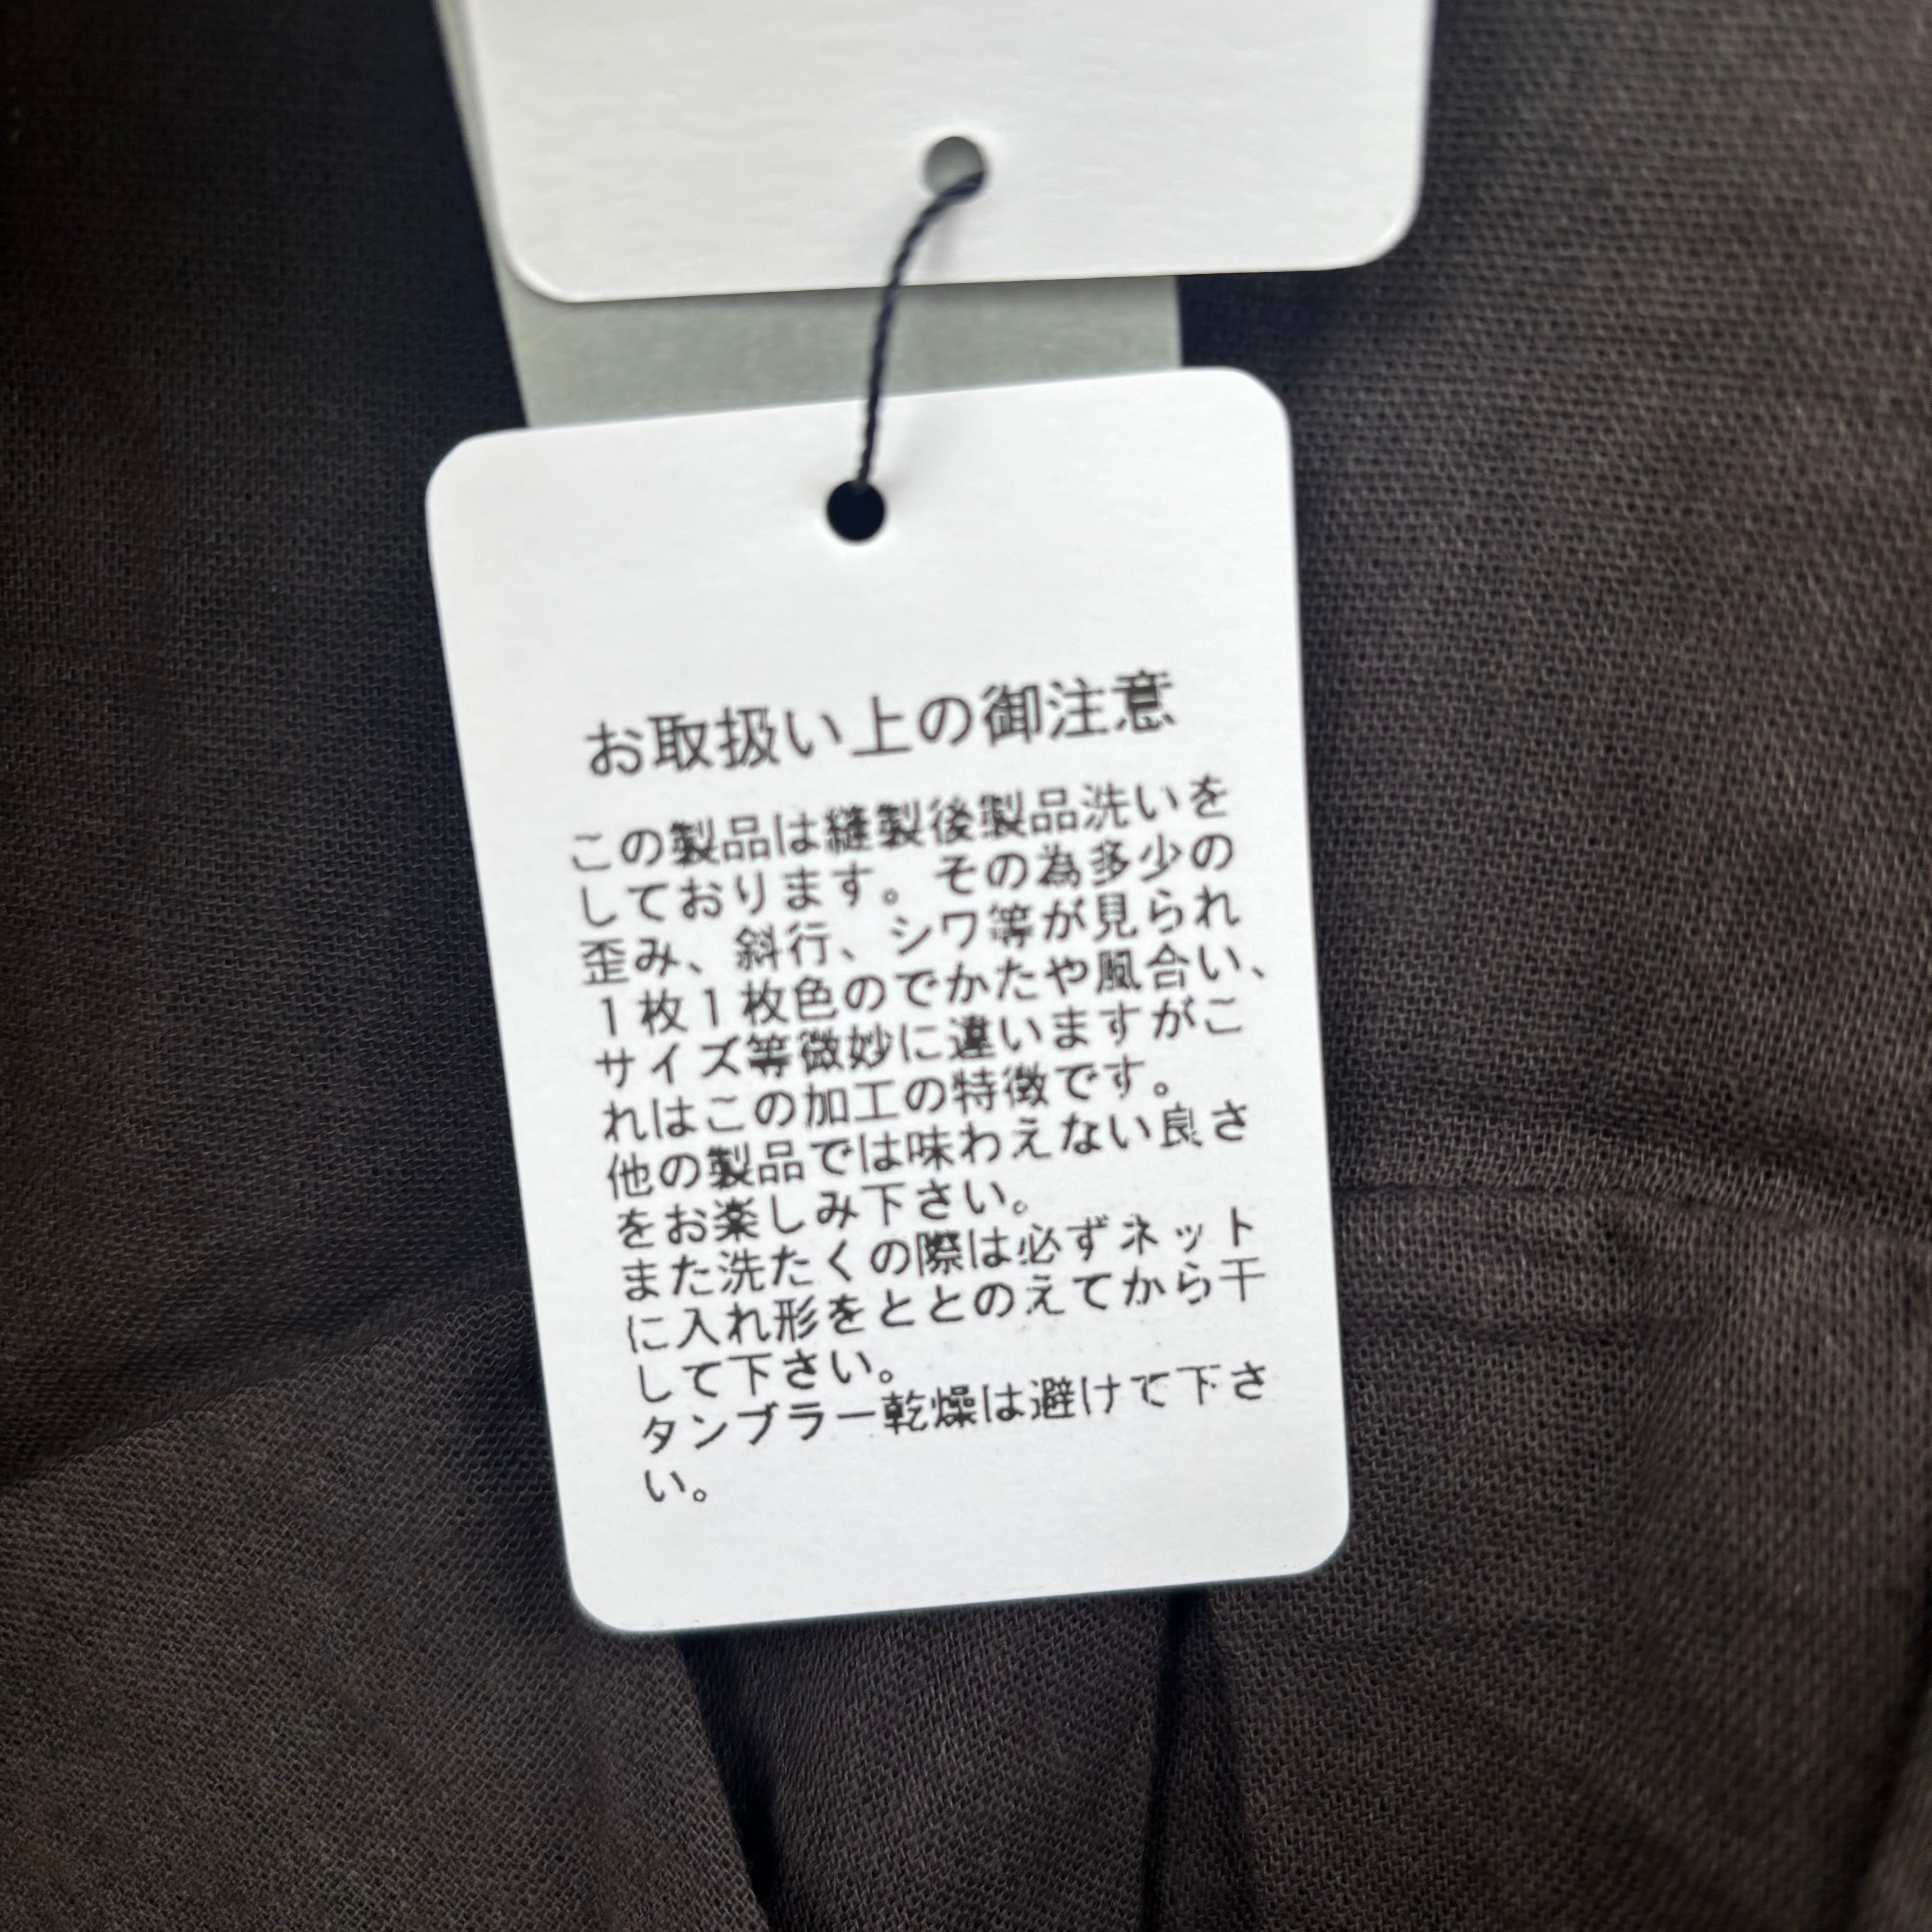 お取扱い上の御注意
この製品は縫製後製品洗いを
しております。その為多少の
歪み、斜行、シワ等が見られ
１枚１枚色のでかたや風合い、
サイズ等微妙に違いますがこ
れはこの加工の特徴です。
他の製品では味わえない良さ
をお楽しみ下さい。
また洗たくの際は必ずネット
に入れ形をととのえてから干
して下さい。
タンブラー乾燥は避けて下さ
い。